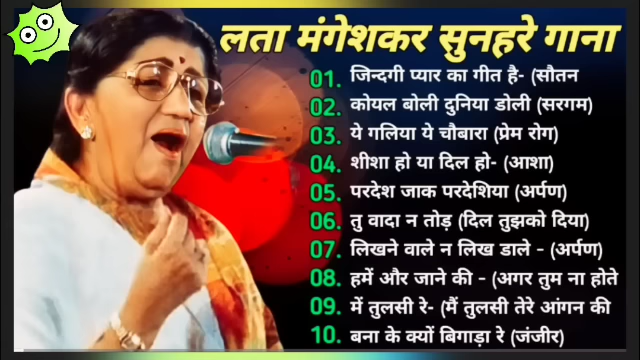 लता मंगेशकर सुनहरे गाना
01. जिन्दगी प्यार का गीत है- (सौतन
02. कोयल बोली दुनिया डोली (सरगम)
03. ये गलिया ये चौबारा (प्रेम रोग)
04. शीशा हो या दिल हो- (आशा)
05. परदेश जाक परदेशिया (अर्पण)
06. तु वादा न तोड़ (दिल तुझको दिया)
07. लिखने वाले न लिख डाले - (अर्पण)
08. हमें और जाने की - (अगर तुम ना होते
09. में तुलसी रे- (मैं तुलसी तेरे आंगन की
10. बना के क्यों बिगाड़ा रे (जंजीर)